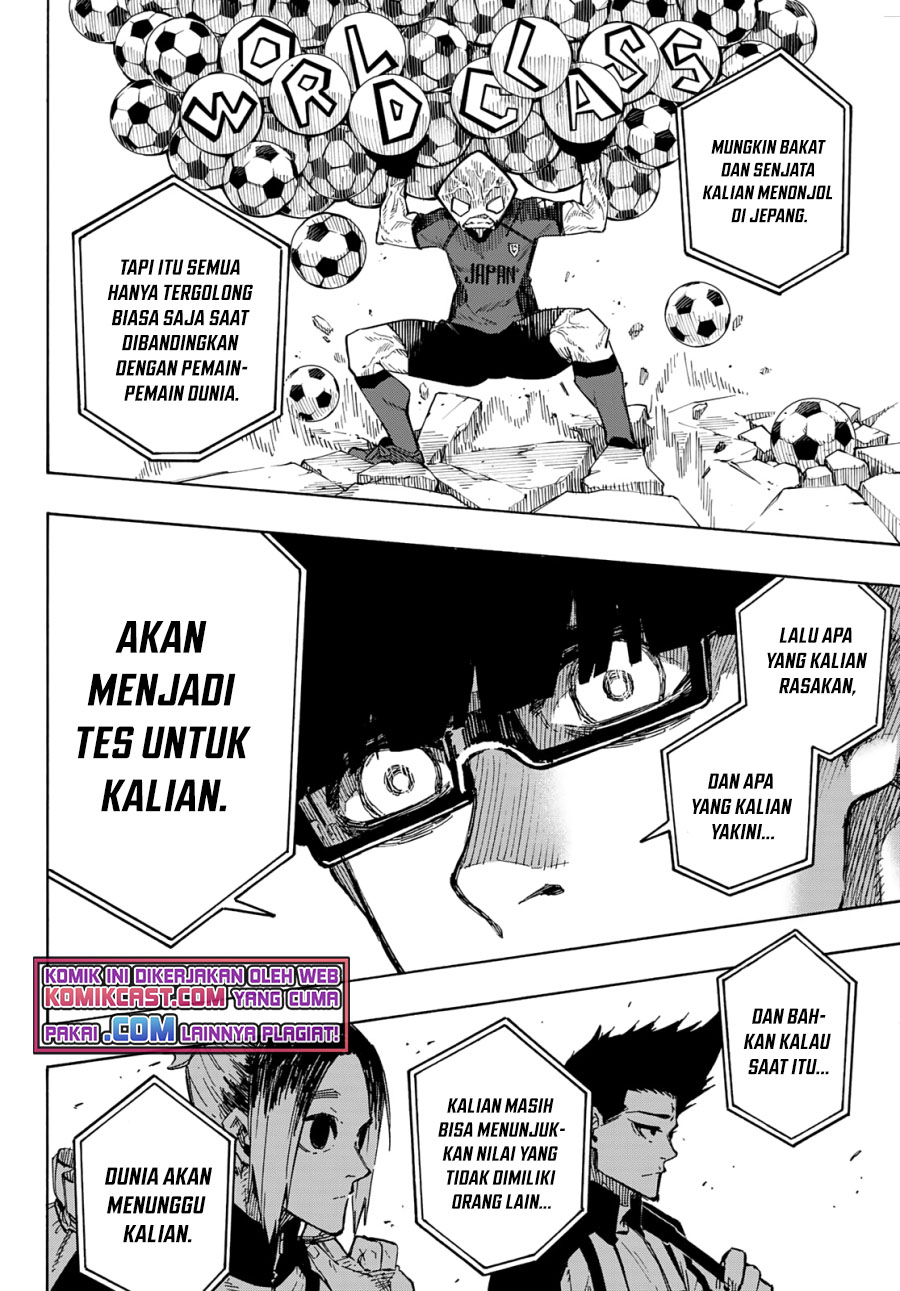 WORLD CLASS
MUNGKIN BAKAT
DAN SENJATA
KALIAN MENONJOL
DI JEPANG.
TAPI ITU SEMUA
HANYA TERGOLONG
BIASA SAJA SAAT
DIBANDINGKAN
DENGAN PEMAIN-
PEMAIN DUNIA.
JAPAN
LALU APA
YANG KALIAN
RASAKAN,
DAN APA
YANG KALIAN
YAKINI...
AKAN
MENJADI
TES UNTUK
KALIAN.
DAN BAH-
KAN KALAU
SAAT ITU...
KALIAN MASIH
BISA MENUNJUK-
KAN NILAI YANG
TIDAK DIMILIKI
ORANG LAIN...
DUNIA AKAN
MENUNGGU
KALIAN.
KOMIK INI DIKERJAKAN OLEH WEB
KOMIKCAST.COM YANG CUMA
PAKAI .COM LAINNYA PLAGIAT!